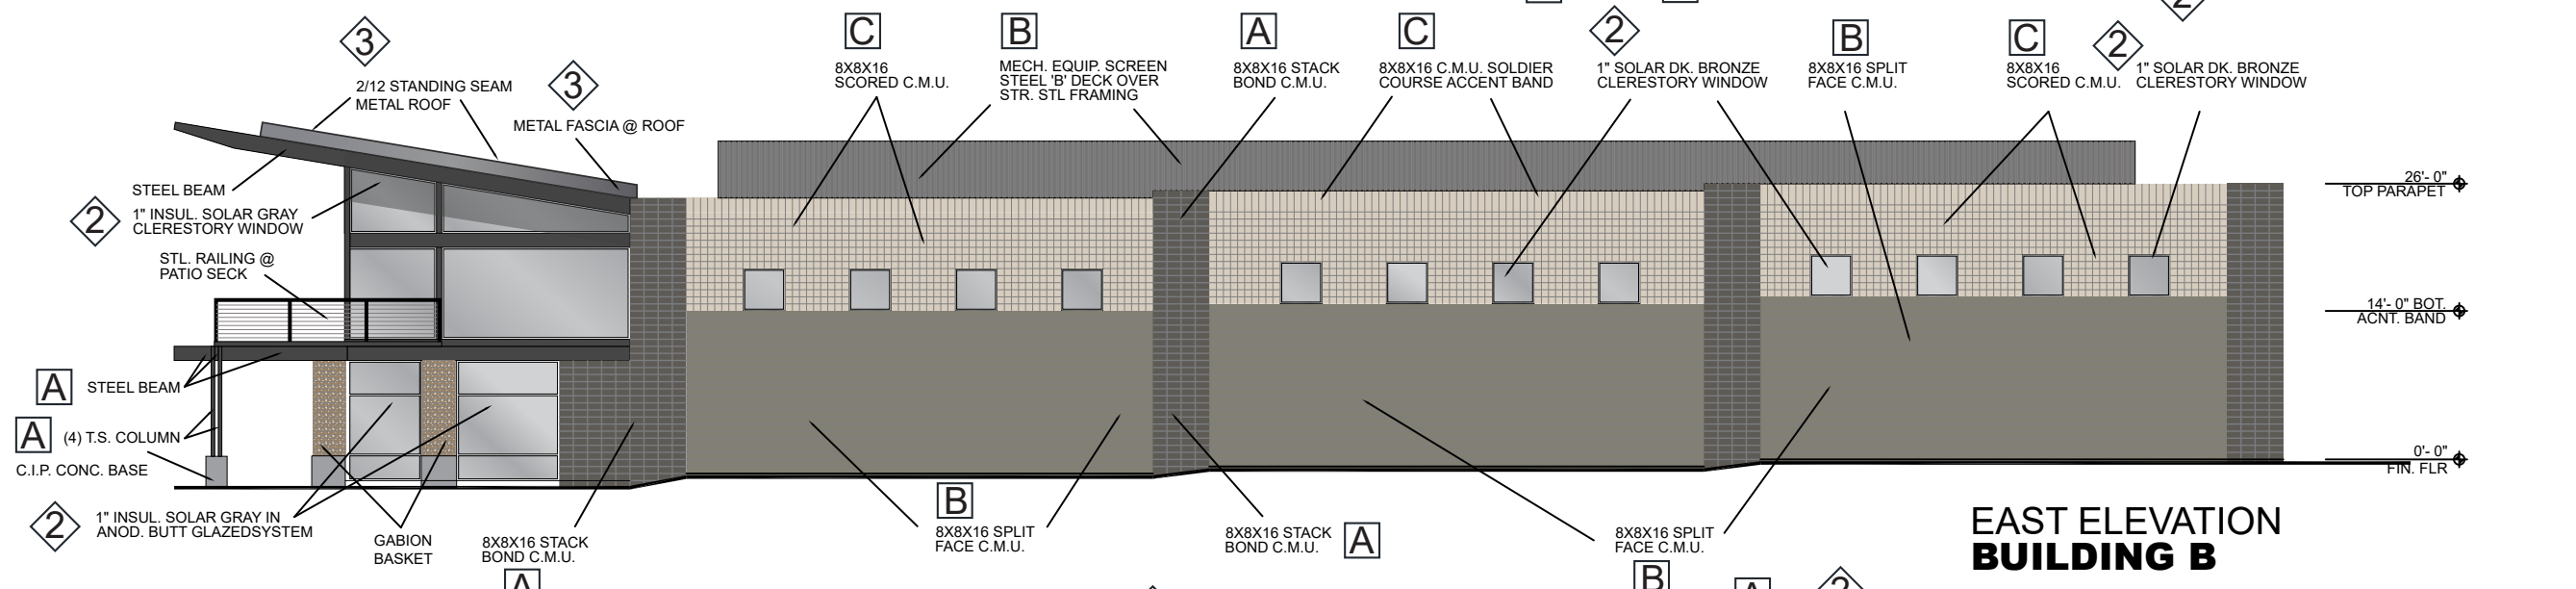 3
2/12 STANDING SEAM
METAL ROOF
3
METAL FASCIA @ ROOF
C
8X8X16
SCORED C.M.U.
B
MECH. EQUIP. SCREEN
STEEL 'B' DECK OVER
STR. STL FRAMING
A
8X8X16 STACK
BOND C.M.U.
C
8X8X16 C.M.U. SOLDIER
COURSE ACCENT BAND
2
1" SOLAR DK. BRONZE
CLERESTORY WINDOW
B
8X8X16 SPLIT
FACE C.M.U.
C
8X8X16
SCORED C.M.U.
2
1" SOLAR DK. BRONZE
CLERESTORY WINDOW
2
STEEL BEAM
2
1" INSUL. SOLAR GRAY
CLERESTORY WINDOW
STL. RAILING @
PATIO SECK
A
STEEL BEAM
A
(4) T.S. COLUMN
C.I.P. CONC. BASE
2
1" INSUL. SOLAR GRAY IN
ANOD. BUTT GLAZEDSYSTEM
GABION
BASKET
8X8X16 STACK
BOND C.M.U.
A
B
8X8X16 SPLIT
FACE C.M.U.
8X8X16 STACK
BOND C.M.U.
A
8X8X16 SPLIT
FACE C.M.U.
B
A
2
26'- 0"
TOP PARAPET
14'- 0" BOT.
ACNT. BAND
0'- 0"
FIN. FLR
EAST ELEVATION
BUILDING B